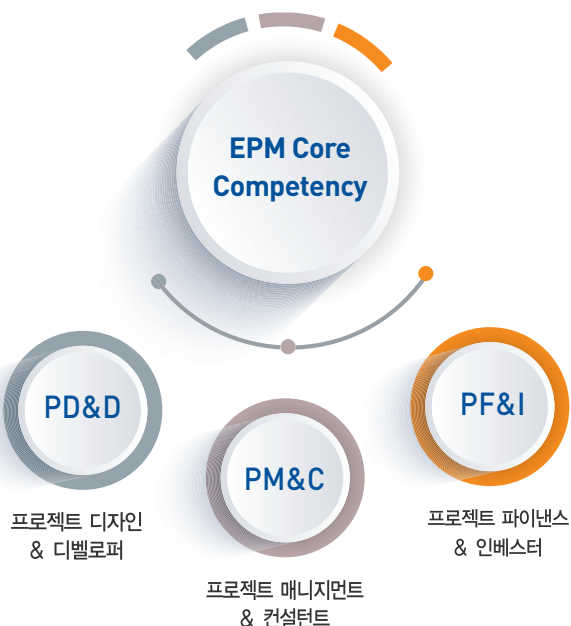 EPM Core
Competency
PD&D
프로젝트 디자인
& 디벨로퍼
PM&C
프로젝트 매니지먼트
& 컨설턴트
PF&I
프로젝트 파이낸스
& 인베스터